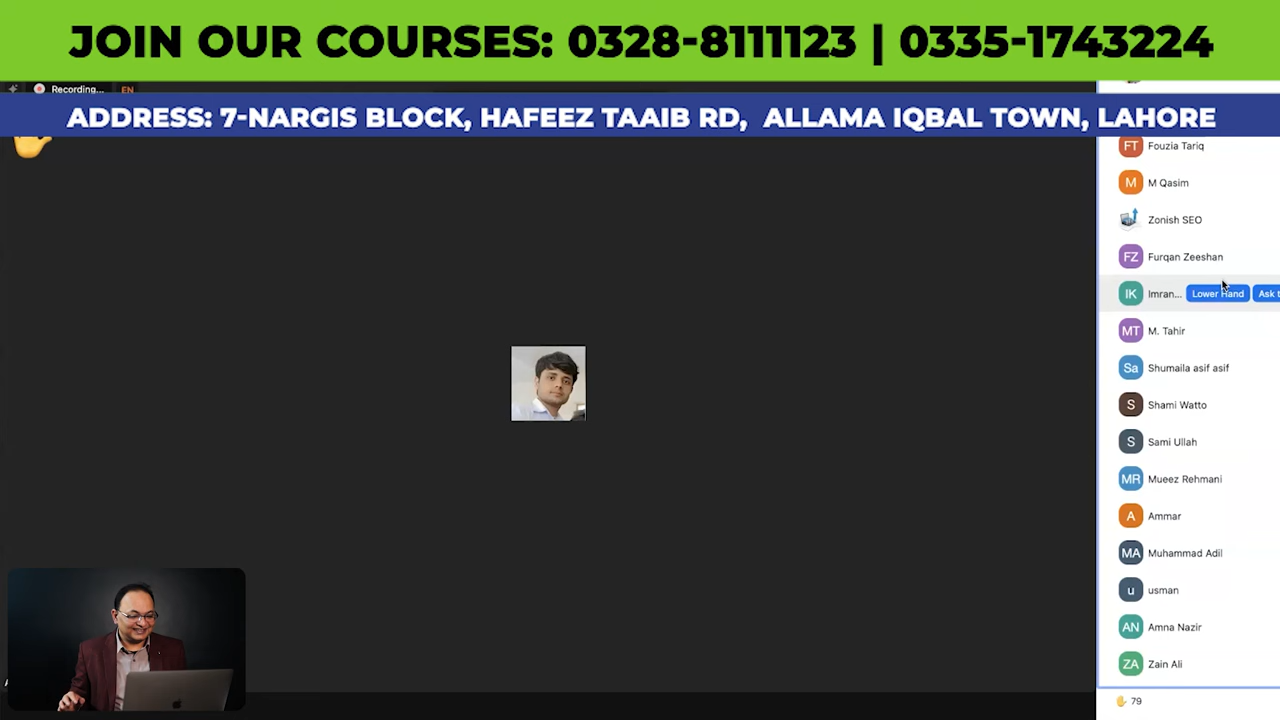 JOIN OUR COURSES: 0328-8111123 | 0335-1743224
Recording...
EN
ADDRESS: 7-NARGIS BLOCK, HAFEEZ TAAIB RD, ALLAMA IQBAL TOWN, LAHORE
FT Fouzia Tariq
M M Qasim
Zonish SEO
FZ Furqan Zeeshan
IK Imran... Lower Hand Ask
MT M. Tahir
Sa Shumaila asif asif
S Shami Watto
S Sami Ullah
MR Mueez Rehmani
A Ammar
MA Muhammad Adil
u usman
AN Amna Nazir
ZA Zain Ali
79